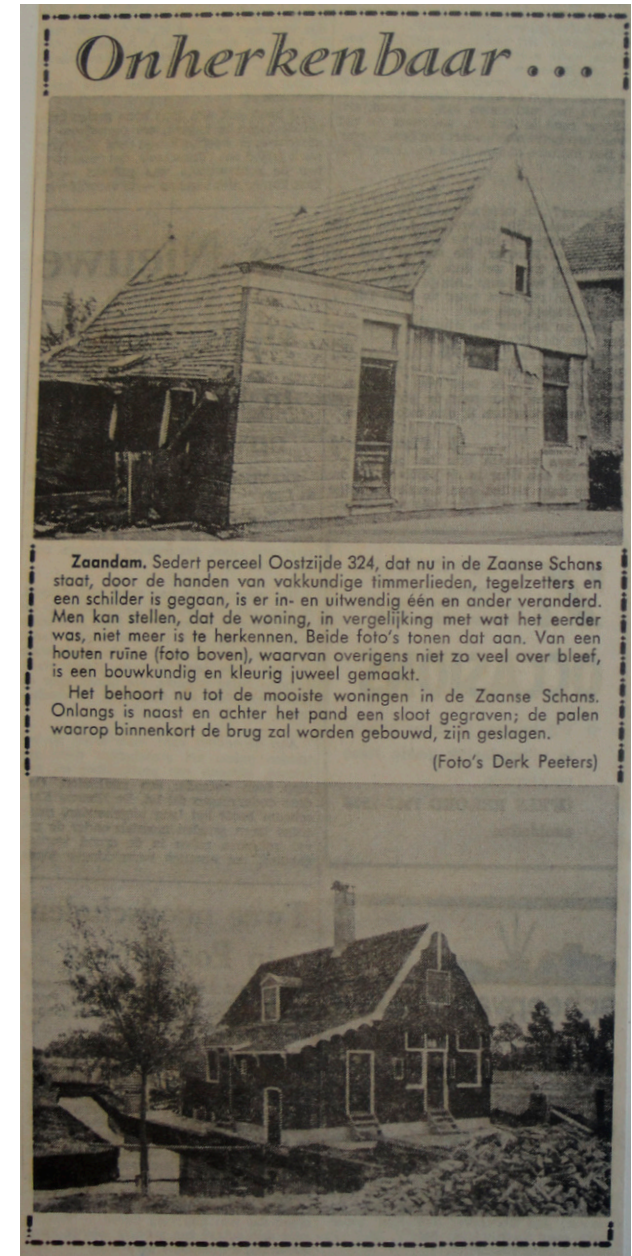 Onherkenbaar . . .
Zaandam. Sedert perceel Oostzijde 324, dat nu in de Zaanse Schans
staat, door de handen van vakkundige timmerlieden, tegelzetters en
een schilder is gegaan, is er in- en uitwendig één en ander veranderd.
Men kan stellen, dat de woning, in vergelijking met wat het eerder
was, niet meer is te herkennen. Beide foto's tonen dat aan. Van een
houten ruïne (foto boven), waarvan overigens niet zo veel over bleef,
is een bouwkundig en kleurig juweel gemaakt.
Het behoort nu tot de mooiste woningen in de Zaanse Schans.
Onlangs is naast en achter het pand een sloot gegraven; de palen
waarop binnenkort de brug zal worden gebouwd, zijn geslagen.
(Foto's Derk Peeters)